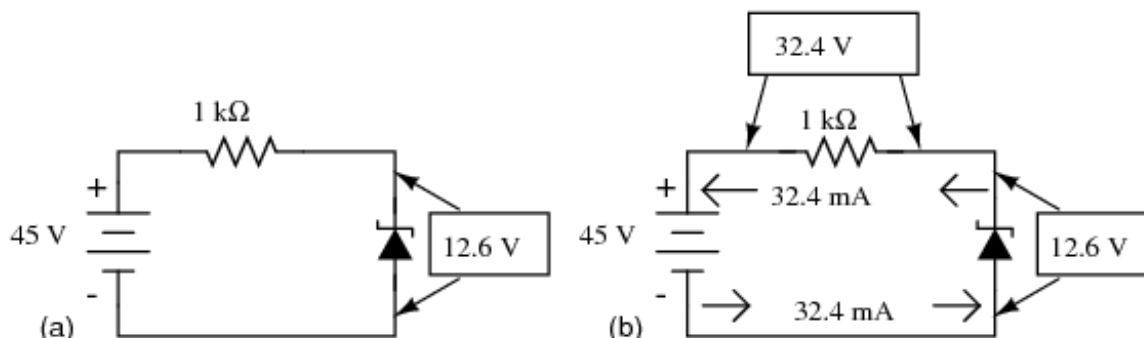 1 kΩ
+
45 V
-
12.6 V
(a)
32.4 V
1 kΩ
+
32.4 mA
45 V
12.6 V
-
32.4 mA
(b)